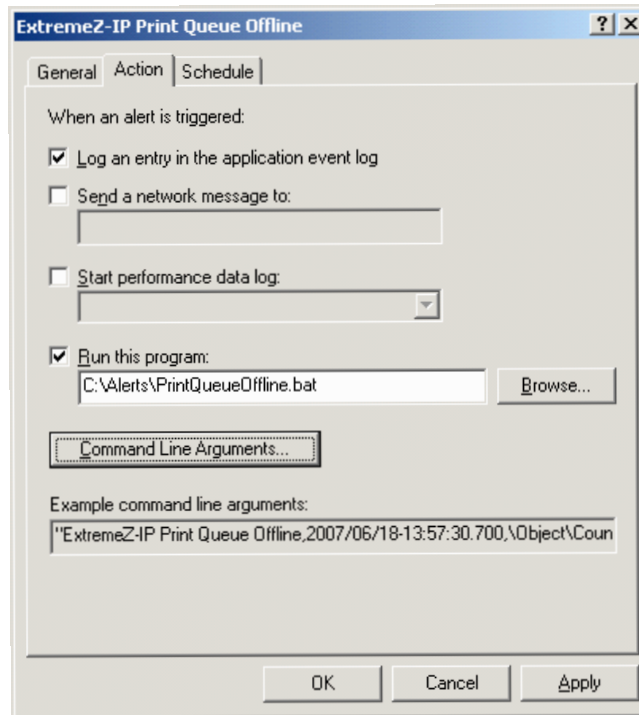 ExtremeZ-IP Print Queue Offline
General Action Schedule
When an alert is triggered:
Log an entry in the application event log
Send a network message to:
Start performance data log:
Run this program:
C:\Alerts\PrintQueueOffline.bat
Browse...
Command Line Arguments...
Example command line arguments:
"ExtremeZ-IP Print Queue Offline,2007/06/18-13:57:30.700,\Object\Coun
OK Cancel Apply